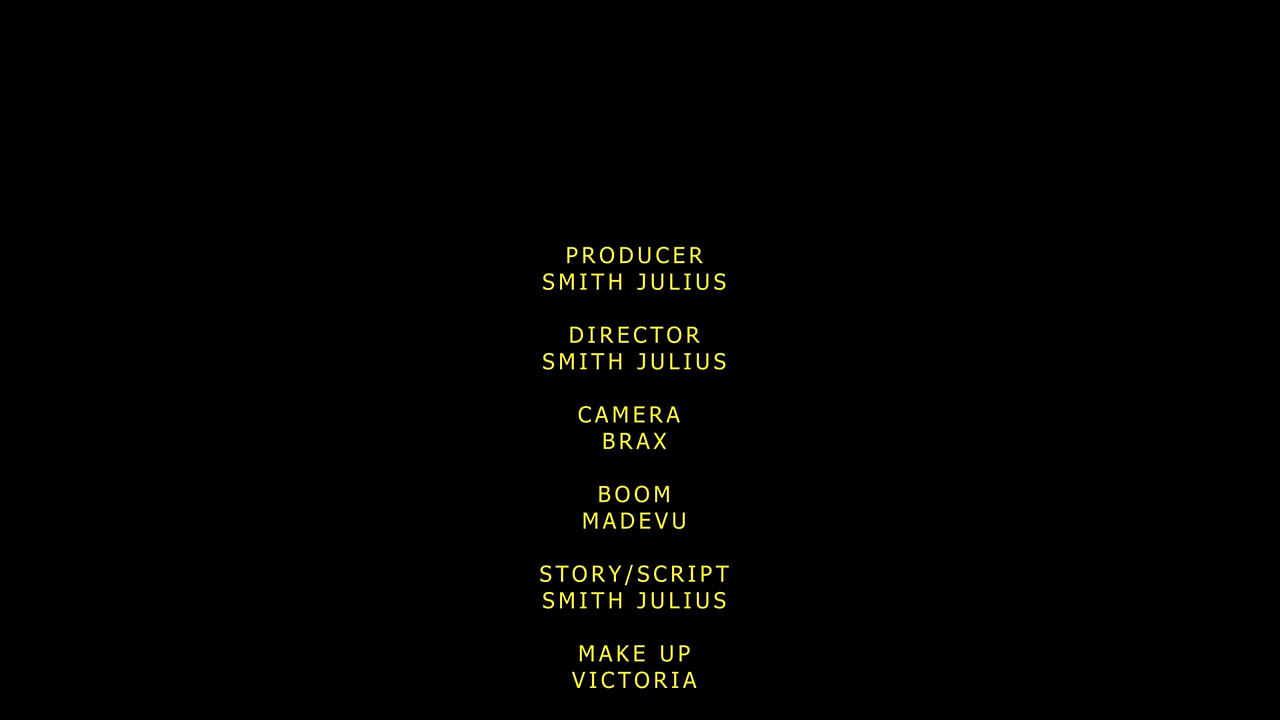 PRODUCER
SMITH JULIUS
DIRECTOR
SMITH JULIUS
CAMERA
BRAX
BOOM
MADEVU
STORY/SCRIPT
SMITH JULIUS
MAKE UP
VICTORIA